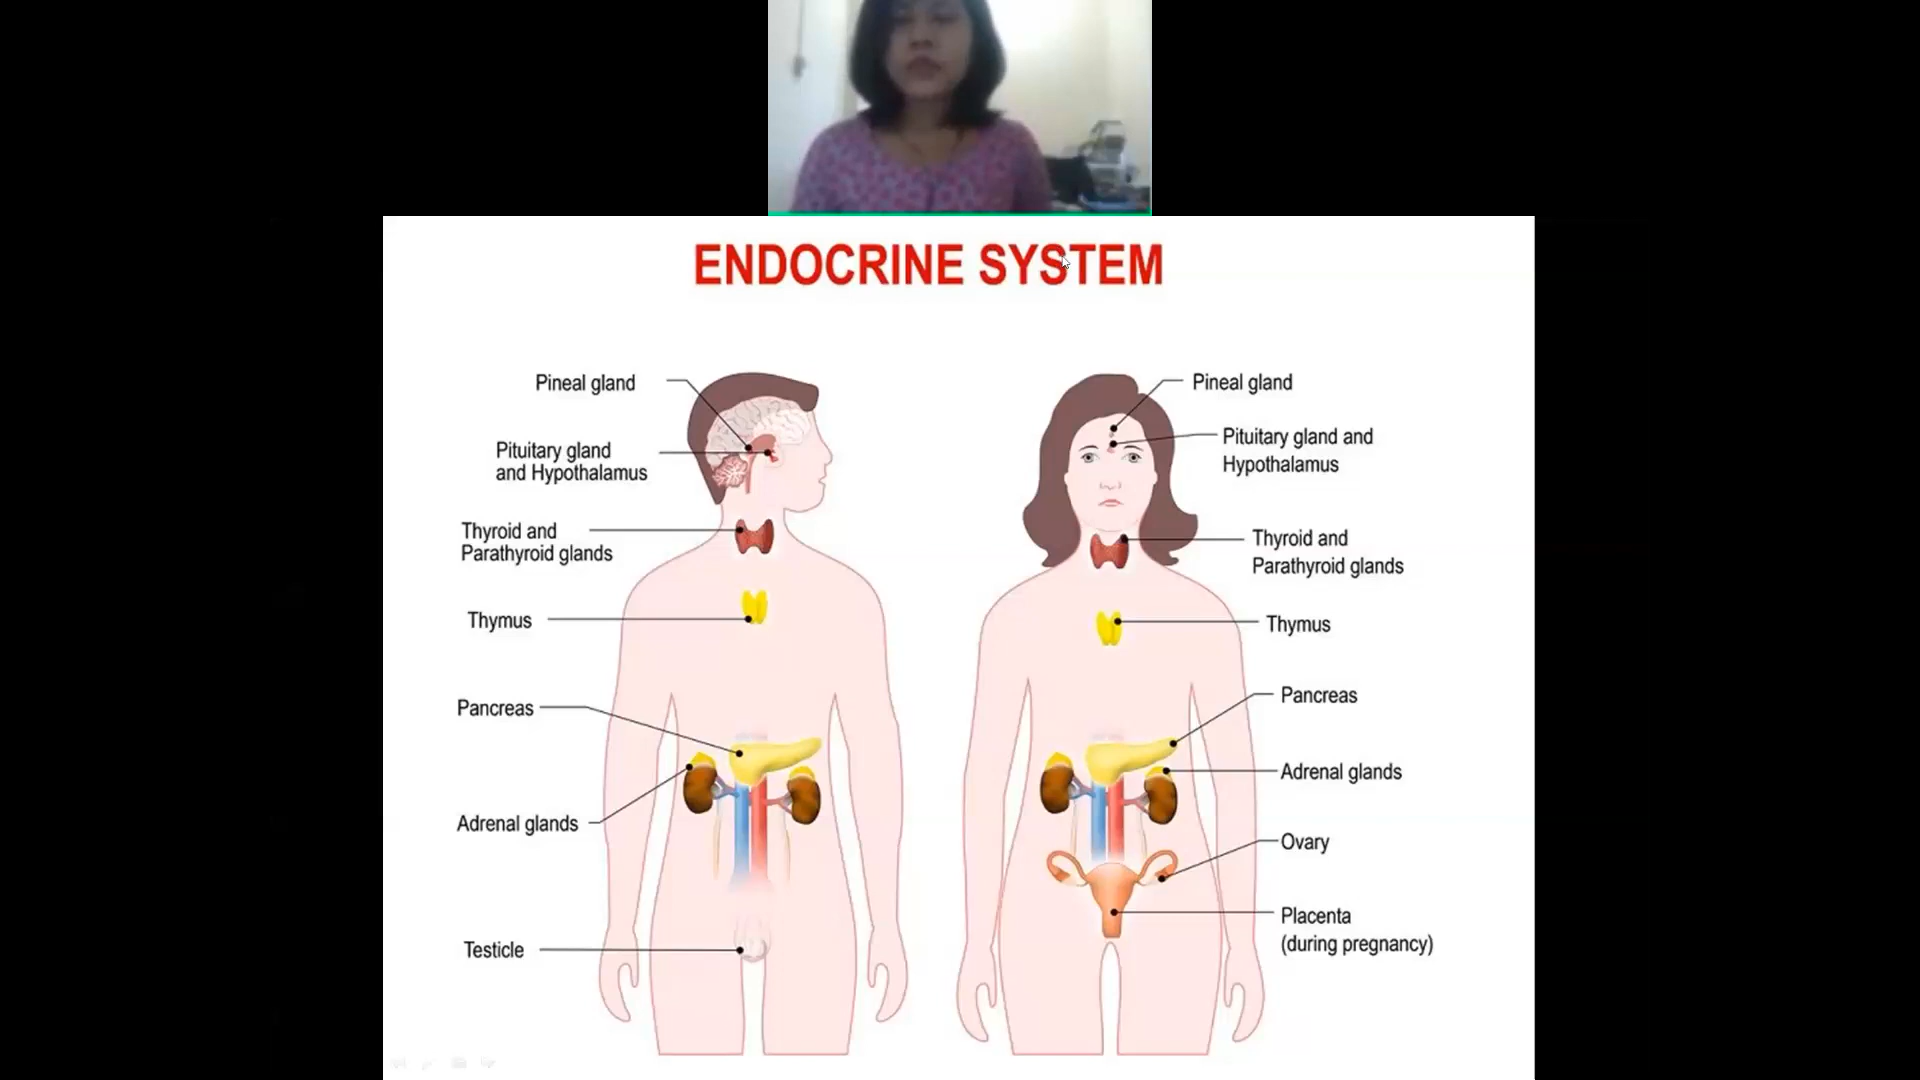 ENDOCRINE SYSTEM
Pineal gland
Pituitary gland
and Hypothalamus
Thyroid and
Parathyroid glands
Thymus
Pancreas
Adrenal glands
Testicle
Pineal gland
Pituitary gland and
Hypothalamus
Thyroid and
Parathyroid glands
Thymus
Pancreas
Adrenal glands
Ovary
Placenta
(during pregnancy)